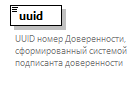 uuid
UUID номер Доверенности,
сформированный системой
подписанта доверенности